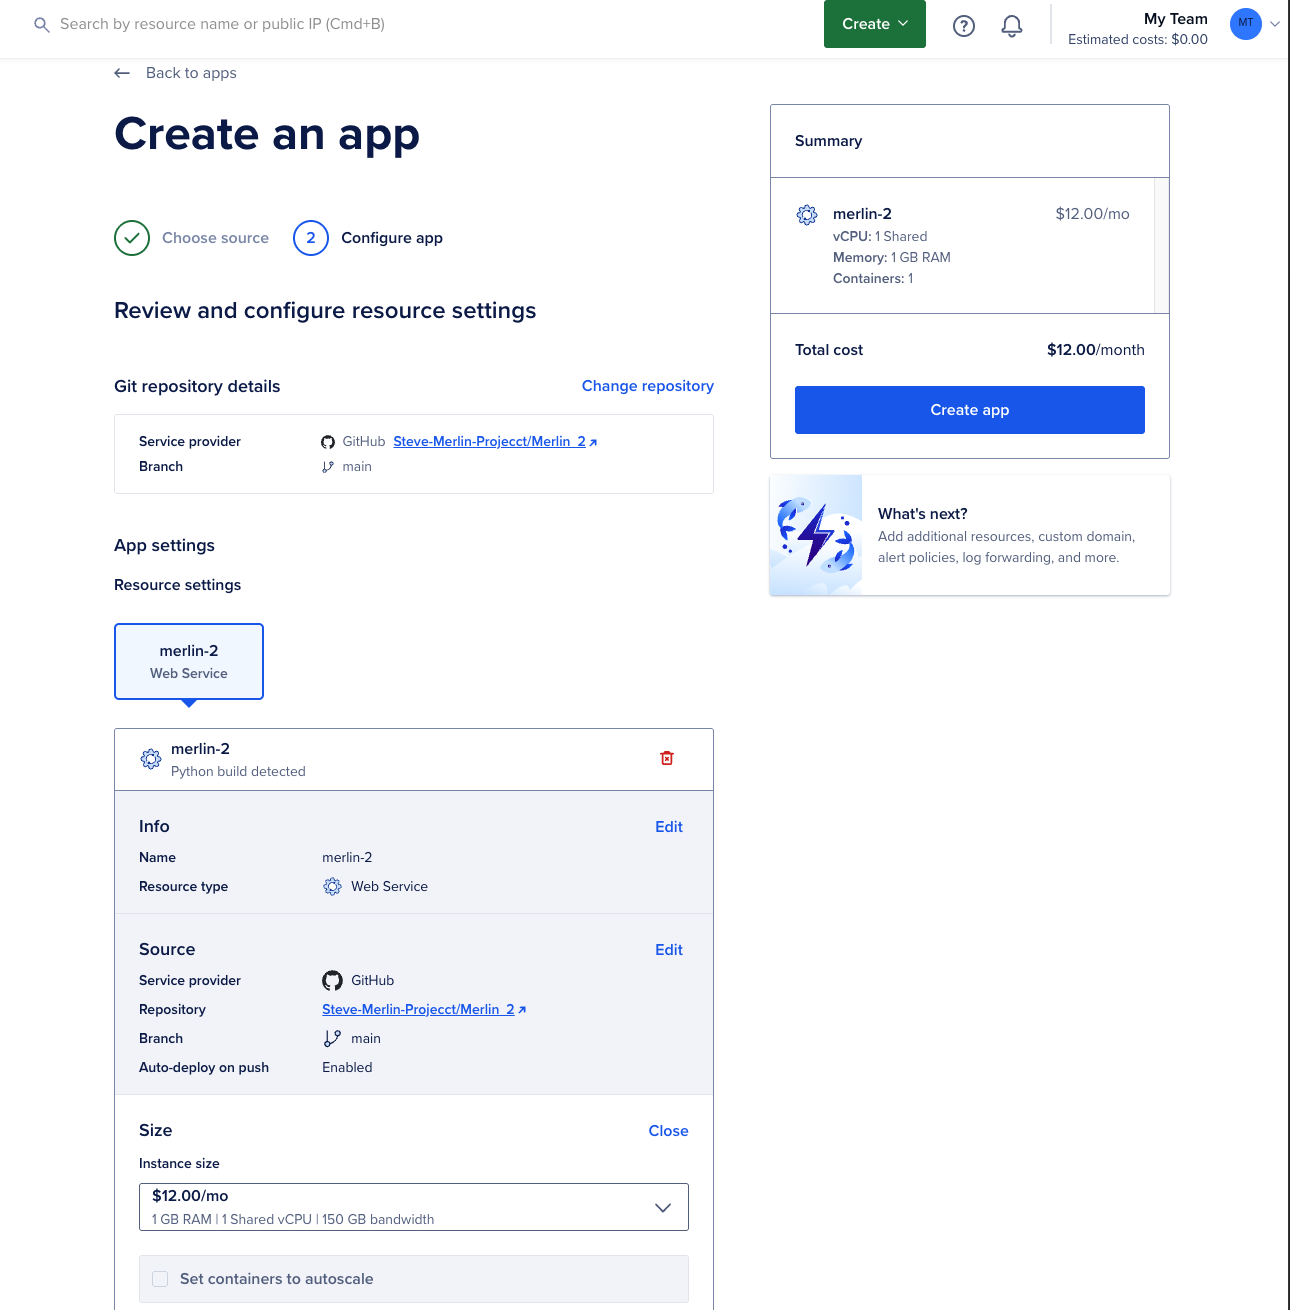 Search by resource name or public IP (Cmd+B)
Create
My Team
Estimated costs: $0.00
MT
Back to apps
Create an app
Choose source
2
Configure app
Review and configure resource settings
Git repository details
Change repository
Service provider
GitHub Steve-Merlin-Projecct/Merlin_2
Branch
main
App settings
Resource settings
merlin-2
Web Service
merlin-2
Python build detected
Info
Edit
Name
merlin-2
Resource type
Web Service
Source
Edit
Service provider
GitHub
Repository
Steve-Merlin-Projecct/Merlin_2
Branch
main
Auto-deploy on push
Enabled
Size
Close
Instance size
$12.00/mo
1 GB RAM | 1 Shared vCPU | 150 GB bandwidth
Set containers to autoscale
Summary
merlin-2
$12.00/mo
vCPU: 1 Shared
Memory: 1 GB RAM
Containers: 1
Total cost
$12.00/month
Create app
What's next?
Add additional resources, custom domain,
alert policies, log forwarding, and more.